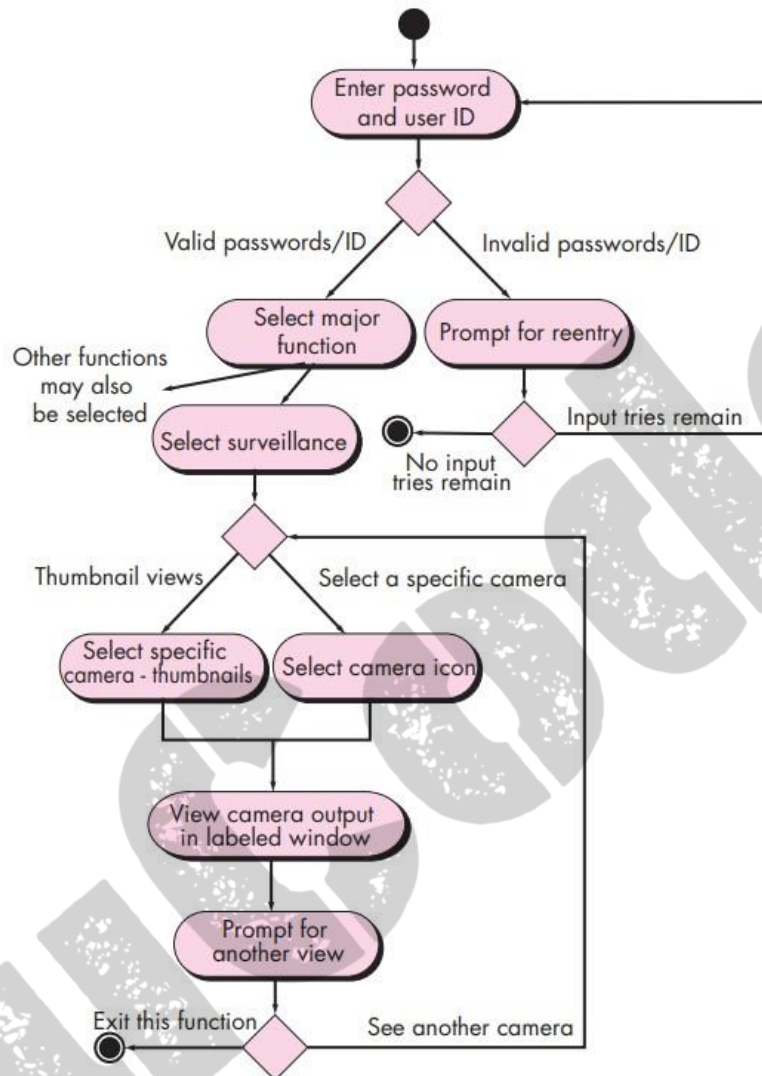 Enter password
and user ID
Valid passwords/ID
Invalid passwords/ID
Select major
function
Prompt for reentry
Other functions
may also
be selected
Select surveillance
Input tries remain
No input
tries remain
Thumbnail views
Select a specific camera
Select specific
camera - thumbnails
Select camera icon
View camera output
in labeled window
Prompt for
another view
Exit this function
See another camera